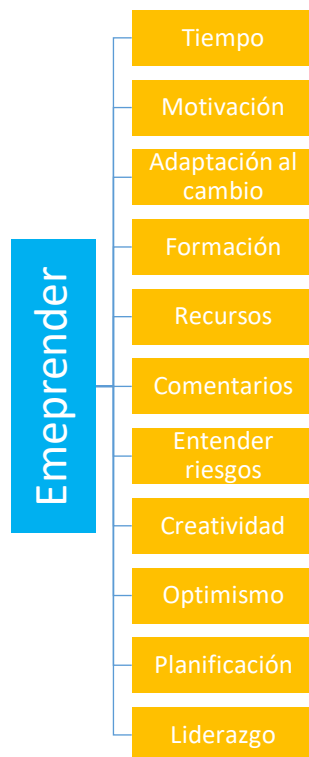 Emeprender
Tiempo
Motivación
Adaptación al
cambio
Formación
Recursos
Comentarios
Entender
riesgos
Creatividad
Optimismo
Planificación
Liderazgo